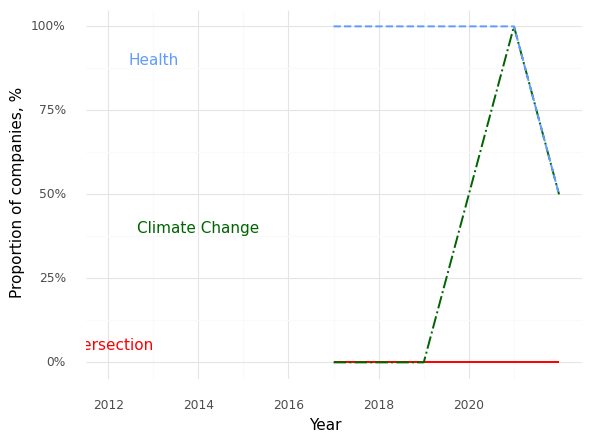 100%
Health
75%
50%
Climate Change
25%
ersection
0%
2012 2014 2016 2018 2020
Year
Proportion of companies, %